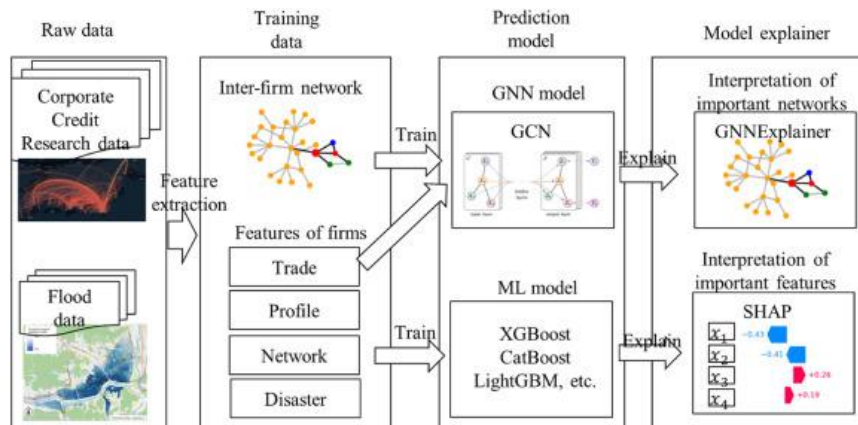 Raw data
Corporate
Credit
Research data
Flood
data
Feature
extraction
Training
data
Inter-firm network
Features of firms
Trade
Profile
Network
Disaster
Train
Train
Prediction
model
GNN model
GCN
ML model
XGBoost
CatBoost
LightGBM, etc.
Explain
Explain
Model explainer
Interpretation of
important networks
GNNExplainer
Interpretation of
important features
SHAP
x₁ −0.43
x₂ −0.41
x₃ +0.28
x₄ +0.19